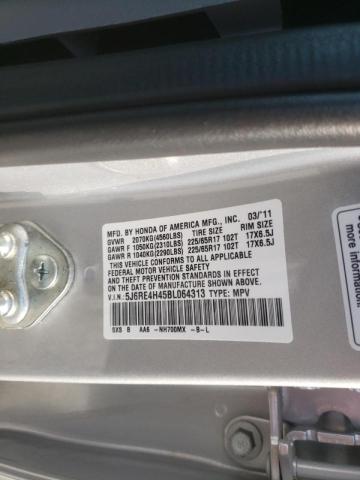 MFD. BY HONDA OF AMERICA MFG., INC. 03/'11
GVWR 2070KG(4560LBS) TIRE SIZE RIM SIZE
GAWR F 1050KG(2310LBS) 225/65R17 102T 17X6.5J
GAWR R 1040KG(2290LBS) 225/65R17 102T 17X6.5J
THIS VEHICLE CONFORMS TO ALL APPLICABLE
FEDERAL MOTOR VEHICLE SAFETY
AND THEFT PREVENTION STANDARDS IN EFFECT ON
THE DATE OF MANUFACTURE SHOWN ABOVE.
V.I.N: 5J6RE4H45BL064313 TYPE: MPV
SXS B AA6 -NH700MX -B-L
more
informati